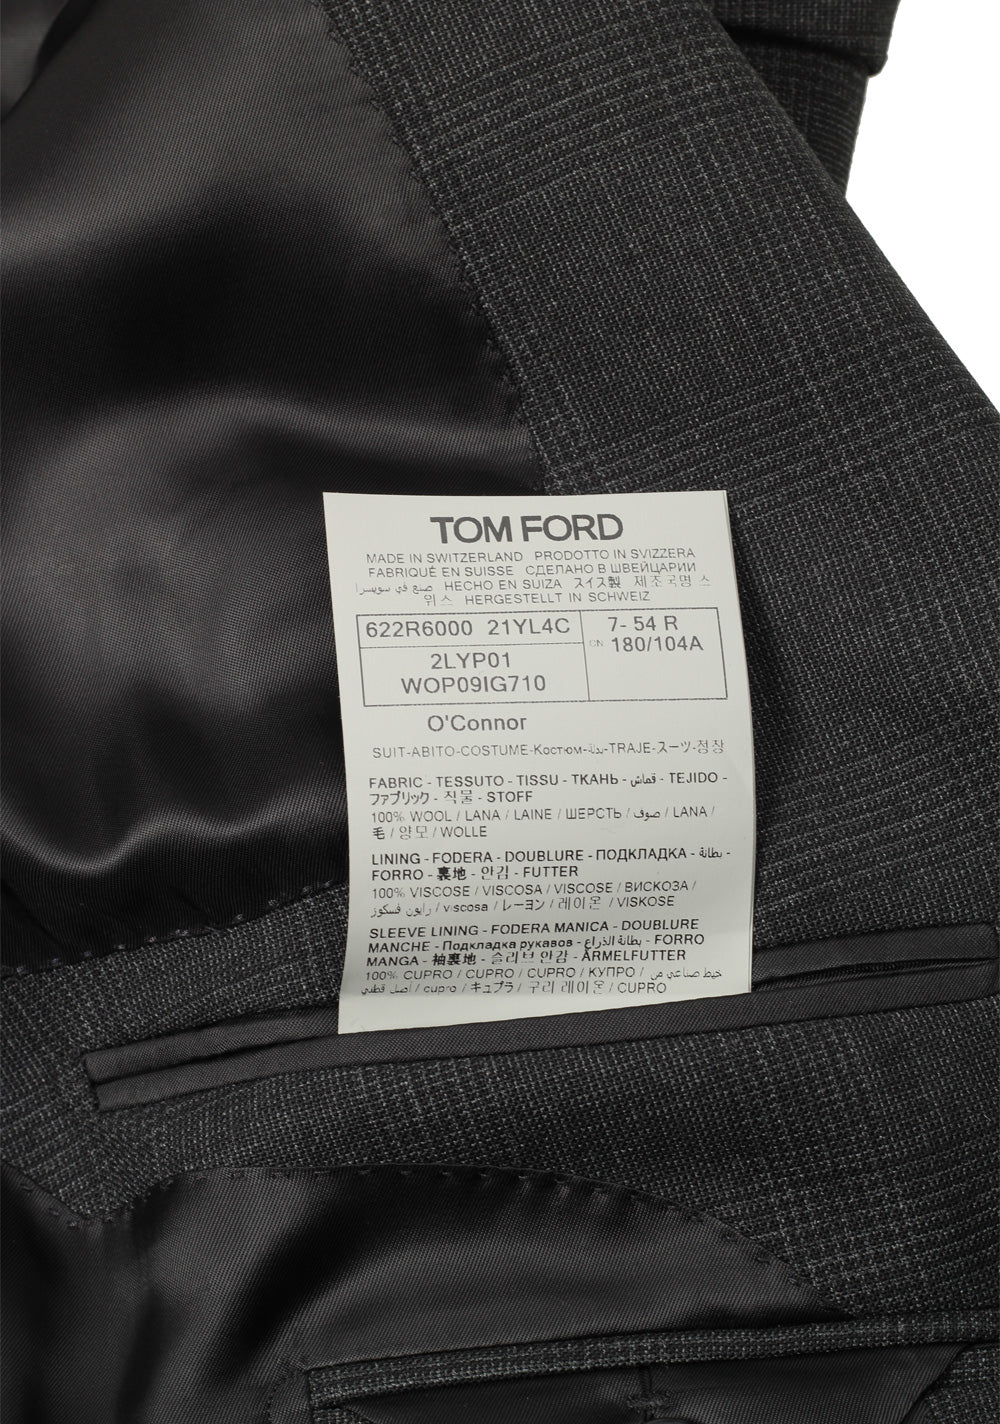 TOM FORD
MADE IN SWITZERLAND PRODOTTO IN SVIZZERA
FABRIQUÉ EN SUISSE СДЕЛАНО В ШВЕЙЦАРИИ
صنع في سويسرا HECHO EN SUIZA スイス製 제조국명 스
위스 HERGESTELLT IN SCHWEIZ
622R6000 21YL4C
7- 54 R
CN 180/104A
2LYP01
WOP09IG710
O'Connor
SUIT-ABITO-COSTUME-Костюм-بدلة-TRAJE-スーツ-정장
FABRIC - TESSUTO - TISSU - ТКАНЬ - قماش - TEJIDO -
ファブリック - 직물 - STOFF
100% WOOL / LANA / LAINE / ШЕРСТЬ / صوف / LANA /
毛 / 양모 / WOLLE
LINING - FODERA - DOUBLURE - ПОДКЛАДКА - بطانة -
FORRO - 裏地 - 안감 - FUTTER
100% VISCOSE / VISCOSA / VISCOSE / ВИСКОЗА /
رايون فسكوز / viscosa / レーヨン / 레이온 / VISKOSE
SLEEVE LINING - FODERA MANICA - DOUBLURE
MANCHE - Подкладка рукавов - بطانة الذراع - FORRO
MANGA - 袖裏地 - 슬리브 안감 - ÄRMELFUTTER
100% CUPRO / CUPRO / CUPRO / КУПРО / خيط صناعي من
أصل قطني / cupro / キュプラ / 구리 레이온 / CUPRO